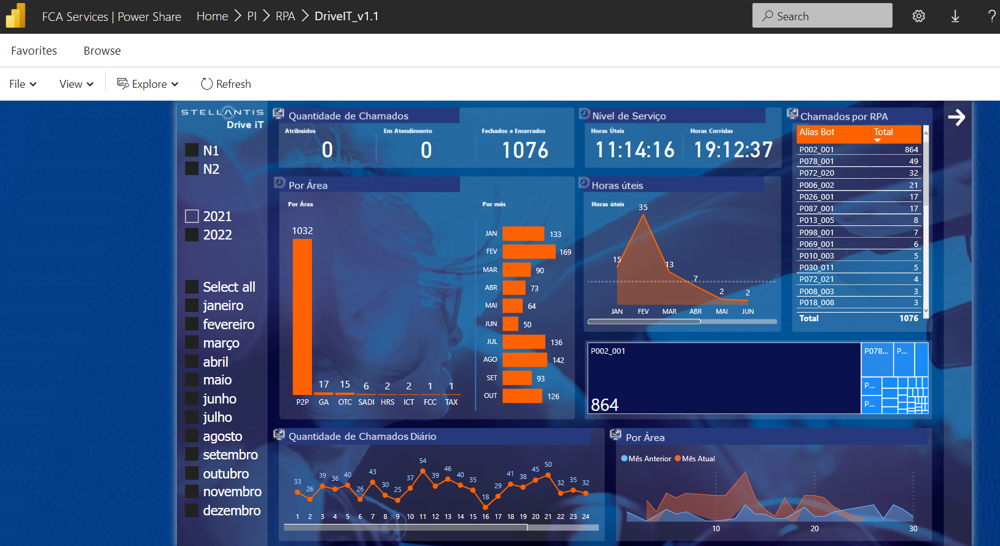 FCA Services | Power Share Home > PI > RPA > DriveIT_v1.1 Search ?
Favorites Browse
File View Explore Refresh
STELLANTIS
Drive iT
N1
N2
2021
2022
Select all
janeiro
fevereiro
março
abril
maio
junho
julho
agosto
setembro
outubro
novembro
dezembro
Quantidade de Chamados
Atribuídos Em Atendimento Fechados e Encerrados
0 0 1076
Nível de Serviço
Horas Úteis Horas Corridas
11:14:16 19:12:37
Chamados por RPA
Alias Bot Total
P002_001 864
P078_001 49
P072_020 32
P006_002 21
P026_001 17
P087_001 17
P013_005 8
P098_001 7
P069_001 6
P010_003 5
P030_011 5
P072_021 4
P008_003 3
P018_008 3
Total 1076
Por Área
Por Área
1032
17 15 6 2 2 1 1
P2P GA OTC SADI HRS ICT FCC TAX
Por mês
JAN 133
FEV 169
MAR 90
ABR 73
MAI 64
JUN 50
JUL 136
AGO 142
SET 93
OUT 126
Horas úteis
Horas úteis
15 35 13 7 2 2
JAN FEV MAR ABR MAI JUN
P002_001
864
P078... P...
P...
P...
Quantidade de Chamados Diário
33 26 39 36 40 26 43 30 25 37 54 39 46 40 35 18 29 41 38 45 50 32 35 32
1 2 3 4 5 6 7 8 9 10 11 12 13 14 15 16 17 18 19 20 21 22 23 24
Por Área
Mês Anterior Mês Atual
10 20 30